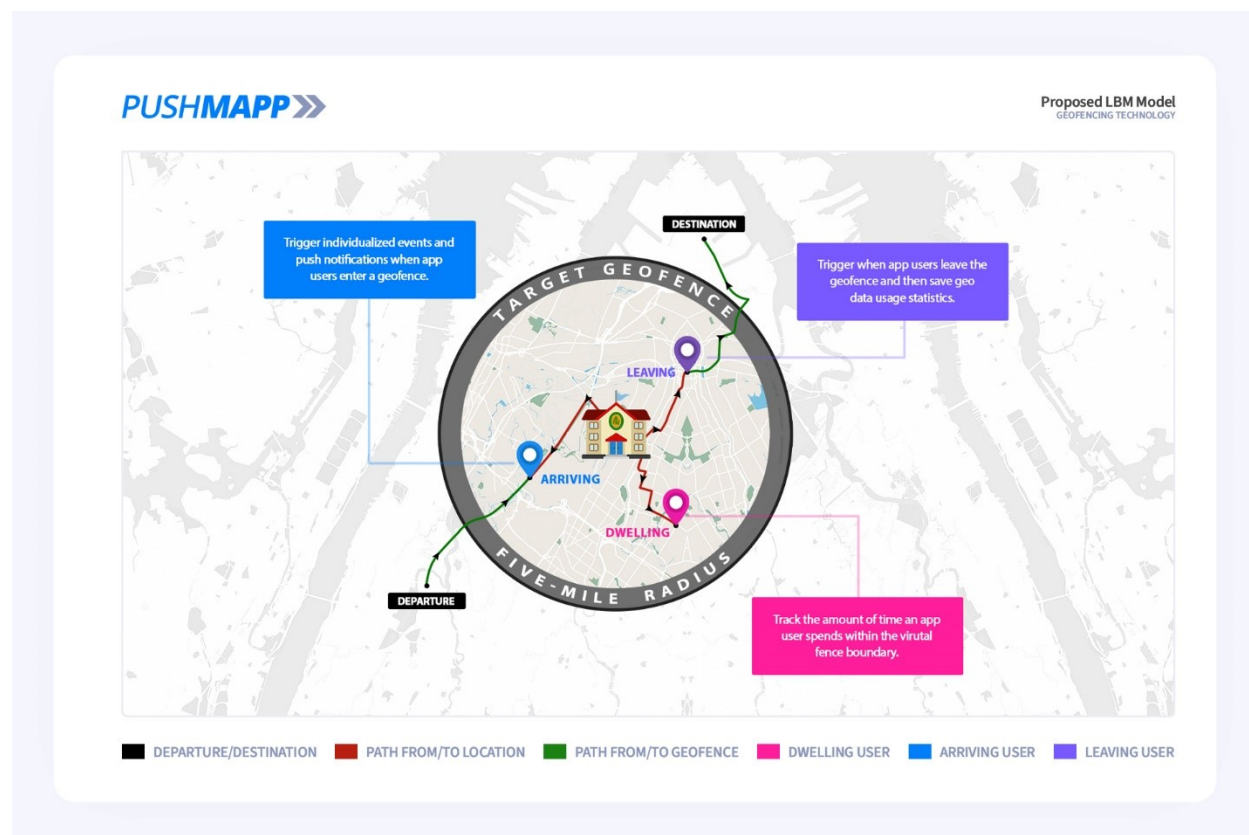 PUSHMAPP
Proposed LBM Model
GEOFENCING TECHNOLOGY
DESTINATION
Trigger individualized events and
push notifications when app
users enter a geofence.
Trigger when app users leave the
geofence and then save geo
data usage statistics.
TARGET GEOFENCE
LEAVING
ARRIVING
DWELLING
FIVE-MILE RADIUS
DEPARTURE
Track the amount of time an app
user spends within the virutal
fence boundary.
DEPARTURE/DESTINATION PATH FROM/TO LOCATION PATH FROM/TO GEOFENCE DWELLING USER ARRIVING USER LEAVING USER